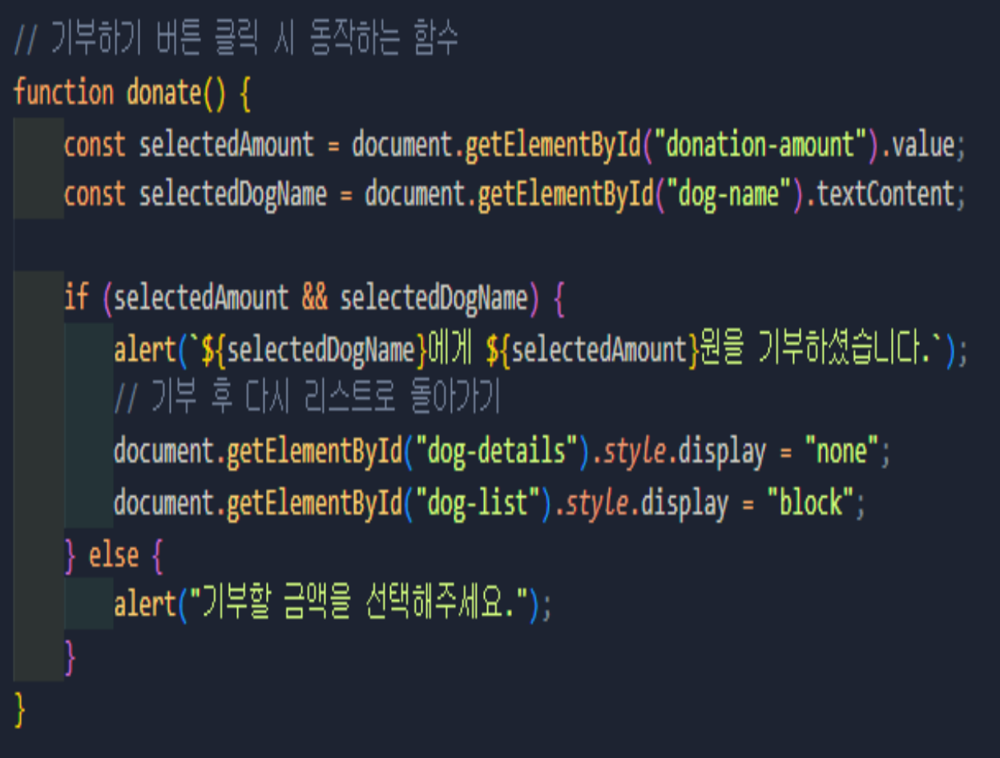 // 기부하기 버튼 클릭 시 동작하는 함수
function donate() {
    const selectedAmount = document.getElementById("donation-amount").value;
    const selectedDogName = document.getElementById("dog-name").textContent;

    if (selectedAmount && selectedDogName) {
        alert(`${selectedDogName}에게 ${selectedAmount}원을 기부하셨습니다.`);
        // 기부 후 다시 리스트로 돌아가기
        document.getElementById("dog-details").style.display = "none";
        document.getElementById("dog-list").style.display = "block";
    } else {
        alert("기부할 금액을 선택해주세요.");
    }
}